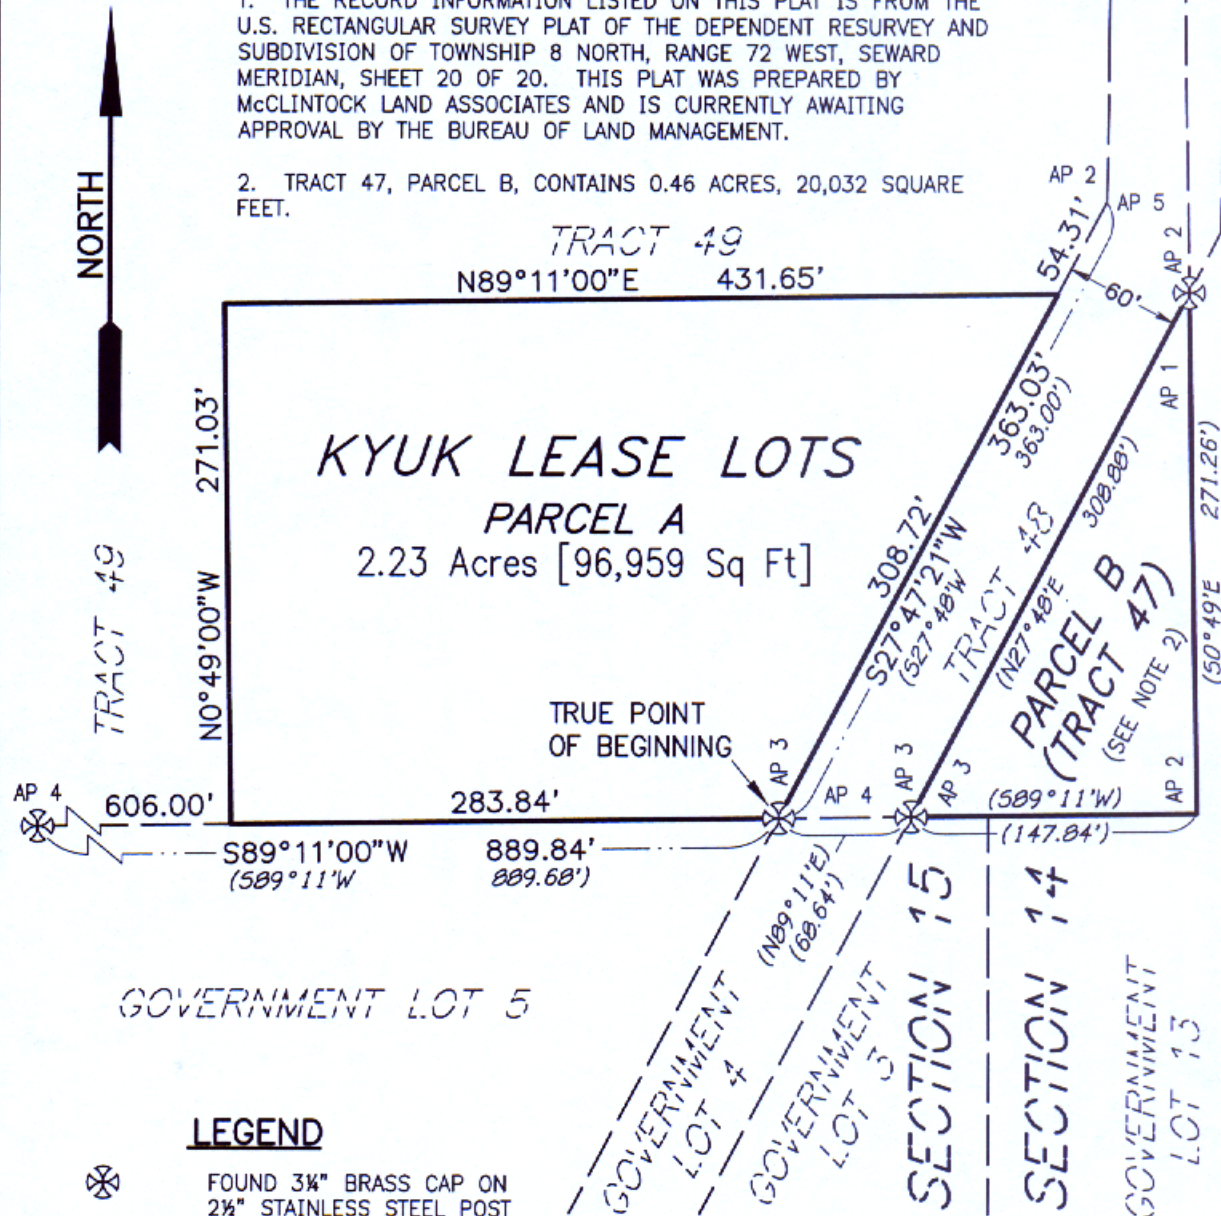 1. THE RECORD INFORMATION LISTED ON THIS PLAT IS FROM THE
U.S. RECTANGULAR SURVEY PLAT OF THE DEPENDENT RESURVEY AND
SUBDIVISION OF TOWNSHIP 8 NORTH, RANGE 72 WEST, SEWARD
MERIDIAN, SHEET 20 OF 20. THIS PLAT WAS PREPARED BY
McCLINTOCK LAND ASSOCIATES AND IS CURRENTLY AWAITING
APPROVAL BY THE BUREAU OF LAND MANAGEMENT.
2. TRACT 47, PARCEL B, CONTAINS 0.46 ACRES, 20,032 SQUARE
FEET.
NORTH
TRACT 49
N89°11'00"E 431.65'
AP 2
AP 5
AP 2
54.31'
60'
AP 1
271.03'
N0°49'00"W
TRACT 49
KYUK LEASE LOTS
PARCEL A
2.23 Acres [96,959 Sq Ft]
363.03'
363.00')
308.72'
S27°47'21"W
(S27°48'W
TRACT 48
308.88')
(N27°48'E
271.26')
(S0°49'E
PARCEL B
(TRACT 47)
(SEE NOTE 2)
TRUE POINT
OF BEGINNING
AP 3
AP 4
AP 3
AP 3
AP 2
AP 4
606.00'
283.84'
(S89°11'W)
(147.84')
S89°11'00"W 889.84'
(S89°11'W 889.68')
(N89°11'E)
(68.64')
GOVERNMENT LOT 5
GOVERNMENT
LOT 4
GOVERNMENT
LOT 3
SECTION 15
SECTION 14
GOVERNMENT
LOT 13
LEGEND
FOUND 3¼" BRASS CAP ON
2½" STAINLESS STEEL POST